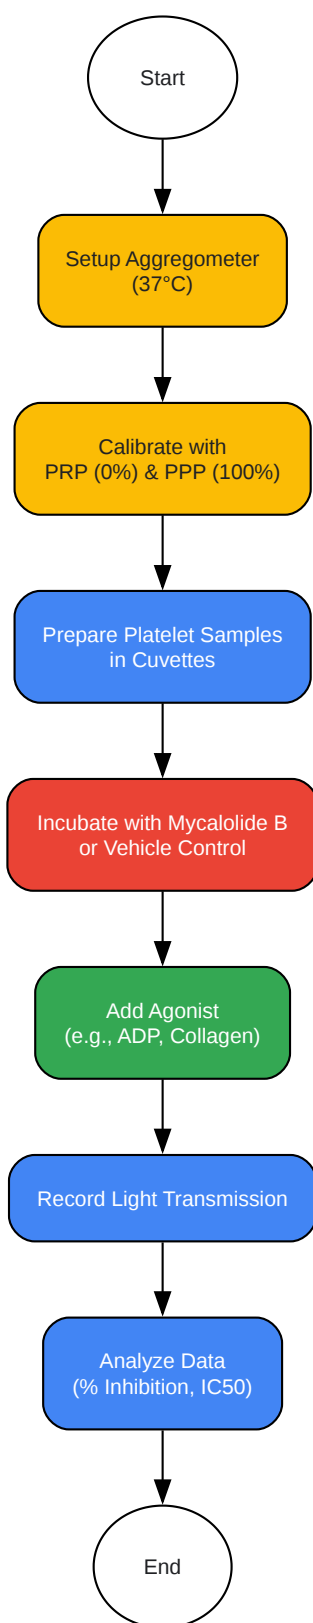 Start
Setup Aggregometer
(37°C)
Calibrate with
PRP (0%) & PPP (100%)
Prepare Platelet Samples
in Cuvettes
Incubate with Mycalolide B
or Vehicle Control
Add Agonist
(e.g., ADP, Collagen)
Record Light Transmission
Analyze Data
(% Inhibition, IC50)
End